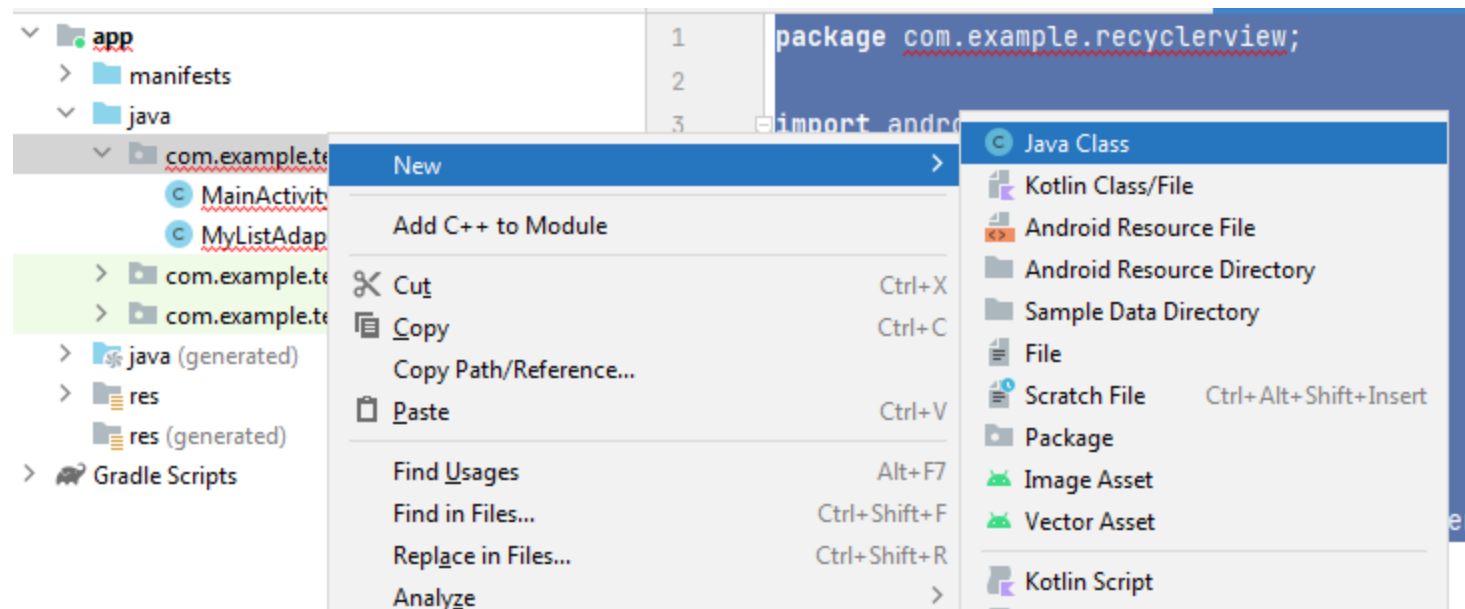 app
manifests
java
com.example.te
MainActivity
MyListAdap
com.example.te
com.example.te
java (generated)
res
res (generated)
Gradle Scripts
1 package com.example.recyclerview;
2
3 import andro
New
Add C++ to Module
Cut Ctrl+X
Copy Ctrl+C
Copy Path/Reference...
Paste Ctrl+V
Find Usages Alt+F7
Find in Files... Ctrl+Shift+F
Replace in Files... Ctrl+Shift+R
Analyze
Java Class
Kotlin Class/File
Android Resource File
Android Resource Directory
Sample Data Directory
File
Scratch File Ctrl+Alt+Shift+Insert
Package
Image Asset
Vector Asset
Kotlin Script
e